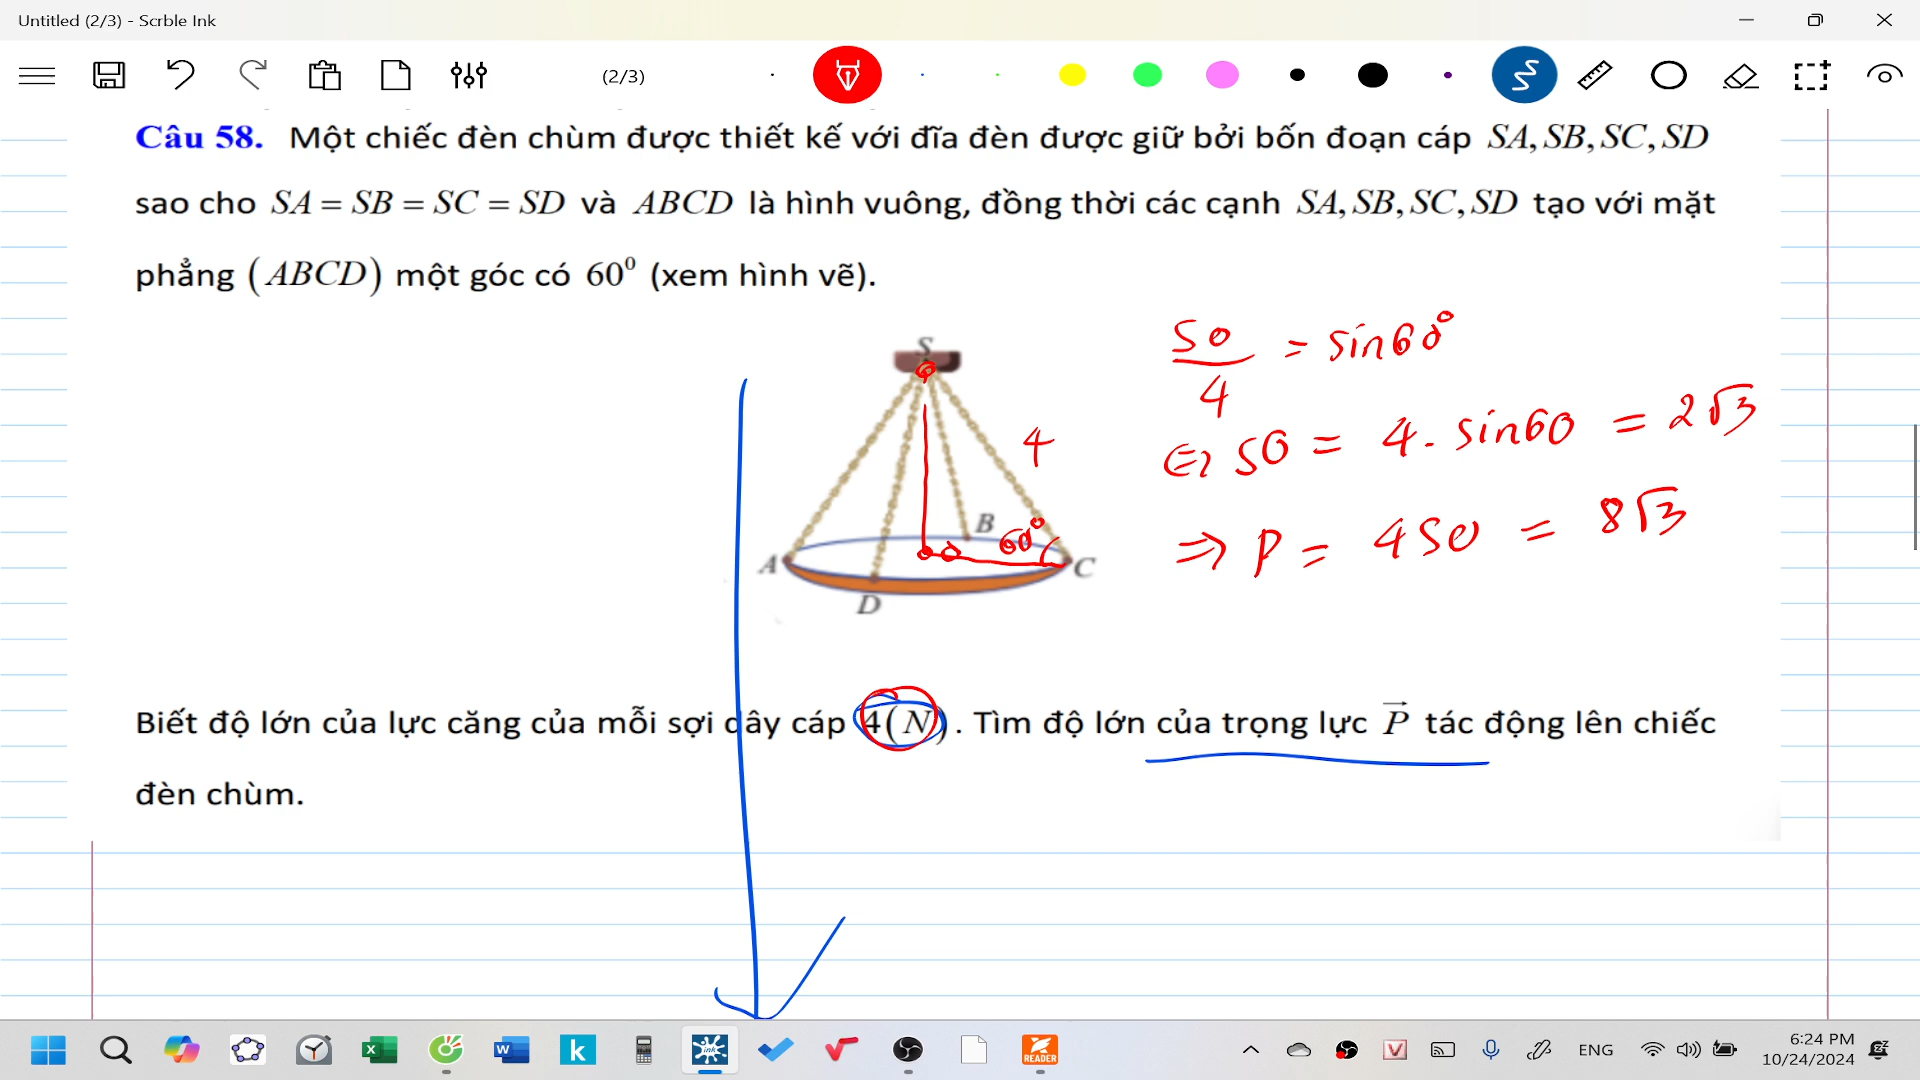 Untitled (2/3) - Scrble Ink
(2/3)
Câu 58. Một chiếc đèn chùm được thiết kế với đĩa đèn được giữ bởi bốn đoạn cáp SA, SB, SC, SD
sao cho SA = SB = SC = SD và ABCD là hình vuông, đồng thời các cạnh SA, SB, SC, SD tạo với mặt
phẳng (ABCD) một góc có 60⁰ (xem hình vẽ).
S
A
B
C
D
O
4
60°
SO/4 = sin60°
⇔ SO = 4. sin60 = 2√3
⇒ P = 4SO = 8√3
Biết độ lớn của lực căng của mỗi sợi dây cáp 4(N). Tìm độ lớn của trọng lực P⃗ tác động lên chiếc
đèn chùm.
k
ink
READER
V
ENG
6:24 PM
10/24/2024